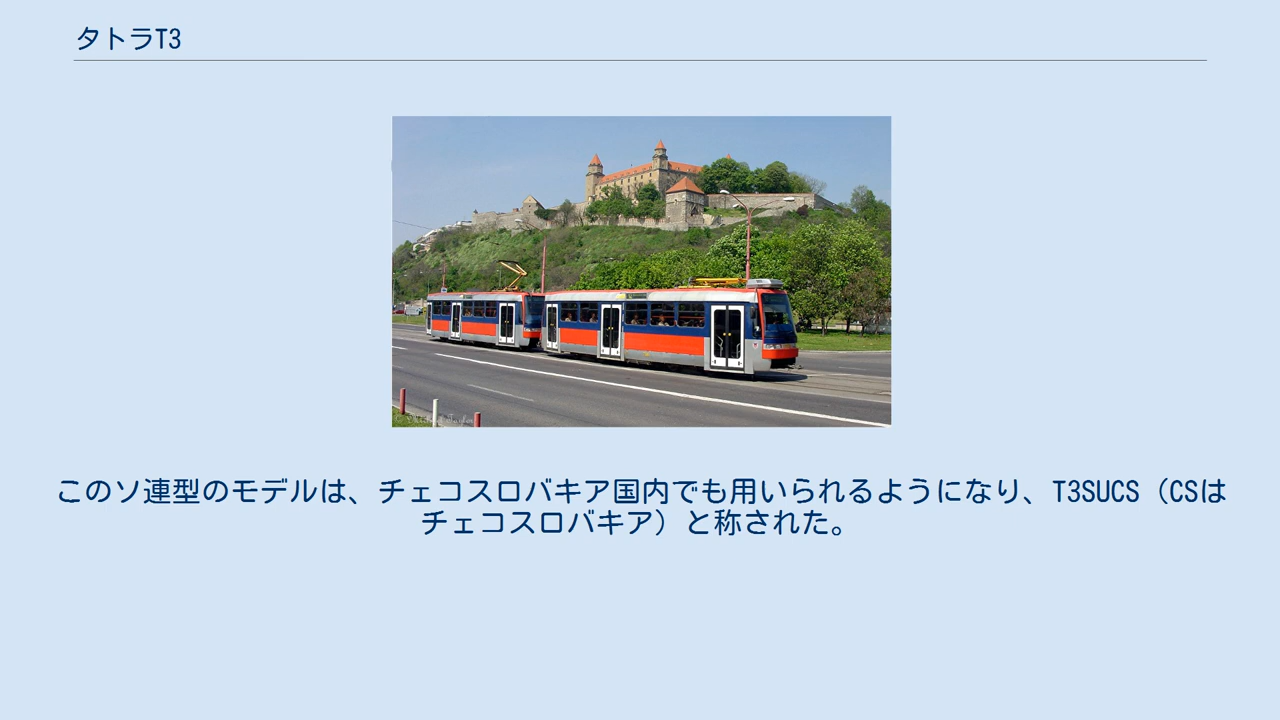 タトラT3
このソ連型のモデルは、チェコスロバキア国内でも用いられるようになり、T3SUCS（CSは
チェコスロバキア）と称された。